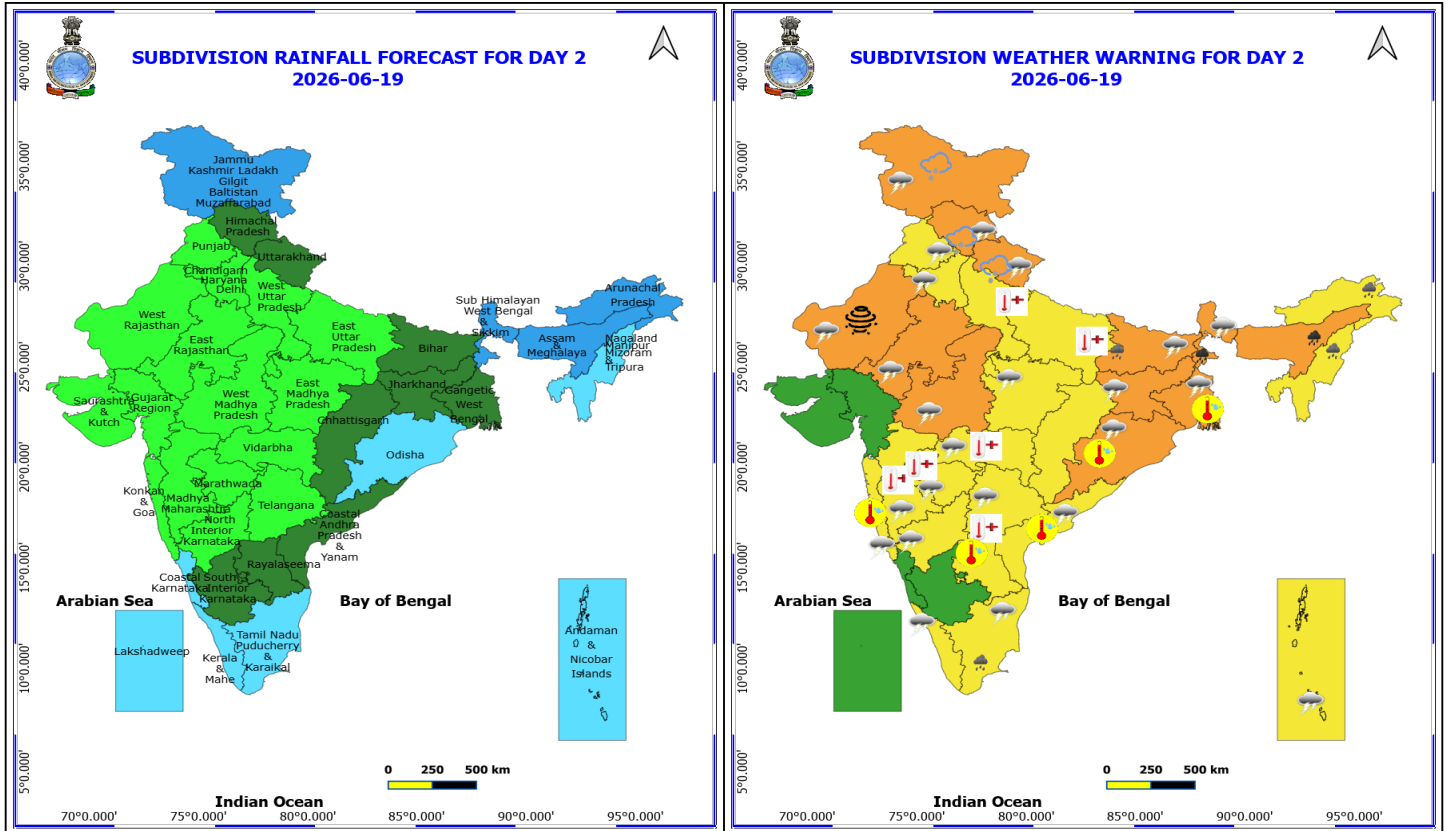 SUBDIVISION RAINFALL FORECAST FOR DAY 2
2026-06-19
40°0.000'
35°0.000'
30°0.000'
25°0.000'
20°0.000'
15°0.000'
10°0.000'
5°0.000'
Jammu
Kashmir Ladakh
Gilgit
Baltistan
Muzaffarabad
Himachal
Pradesh
Punjab
Uttarakhand
Chandigarh
Haryana
Delhi
West
Uttar
Pradesh
West
Rajasthan
East
Rajasthan
East
Uttar
Pradesh
Sub Himalayan
West Bengal
&
Sikkim
Arunachal
Pradesh
Assam
&
Meghalaya
Nagaland
Manipur
Mizoram
&
Tripura
Bihar
Jharkhand
Gangetic
West
Bengal
Saurashtra
&
Kutch
Gujarat
Region
West
Madhya
Pradesh
East
Madhya
Pradesh
Chhattisgarh
Vidarbha
Odisha
Konkan
&
Goa
Madhya
Maharashtra
Marathwada
Telangana
North
Interior
Karnataka
Coastal
Andhra
Pradesh
&
Yanam
Rayalaseema
Coastal
Karnataka
South
Interior
Karnataka
Arabian Sea
Bay of Bengal
Lakshadweep
Kerala
&
Mahe
Tamil Nadu
Puducherry
&
Karaikal
Andaman
&
Nicobar
Islands
0 250 500 km
Indian Ocean
70°0.000' 75°0.000' 80°0.000' 85°0.000' 90°0.000' 95°0.000'
SUBDIVISION WEATHER WARNING FOR DAY 2
2026-06-19
40°0.000'
35°0.000'
30°0.000'
25°0.000'
20°0.000'
15°0.000'
10°0.000'
5°0.000'
Arabian Sea
Bay of Bengal
0 250 500 km
Indian Ocean
70°0.000' 75°0.000' 80°0.000' 85°0.000' 90°0.000' 95°0.000'